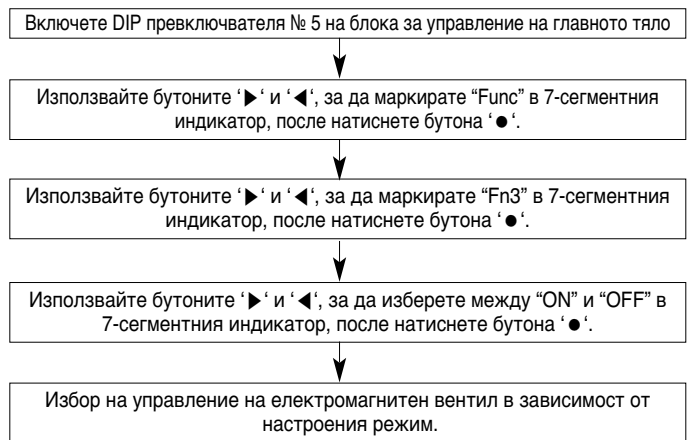 Включете DIP превключвателя № 5 на блока за управление на главното тяло
Използвайте бутоните ‘▶‘ и ‘◀‘, за да маркирате “Func” в 7-сегментния
индикатор, после натиснете бутона ‘●‘.
Използвайте бутоните ‘▶‘ и ‘◀‘, за да маркирате “Fn3” в 7-сегментния
индикатор, после натиснете бутона ‘●‘.
Използвайте бутоните ‘▶‘ и ‘◀‘, за да изберете между “ON” и “OFF” в
7-сегментния индикатор, после натиснете бутона ‘●‘.
Избор на управление на електромагнитен вентил в зависимост от
настроения режим.